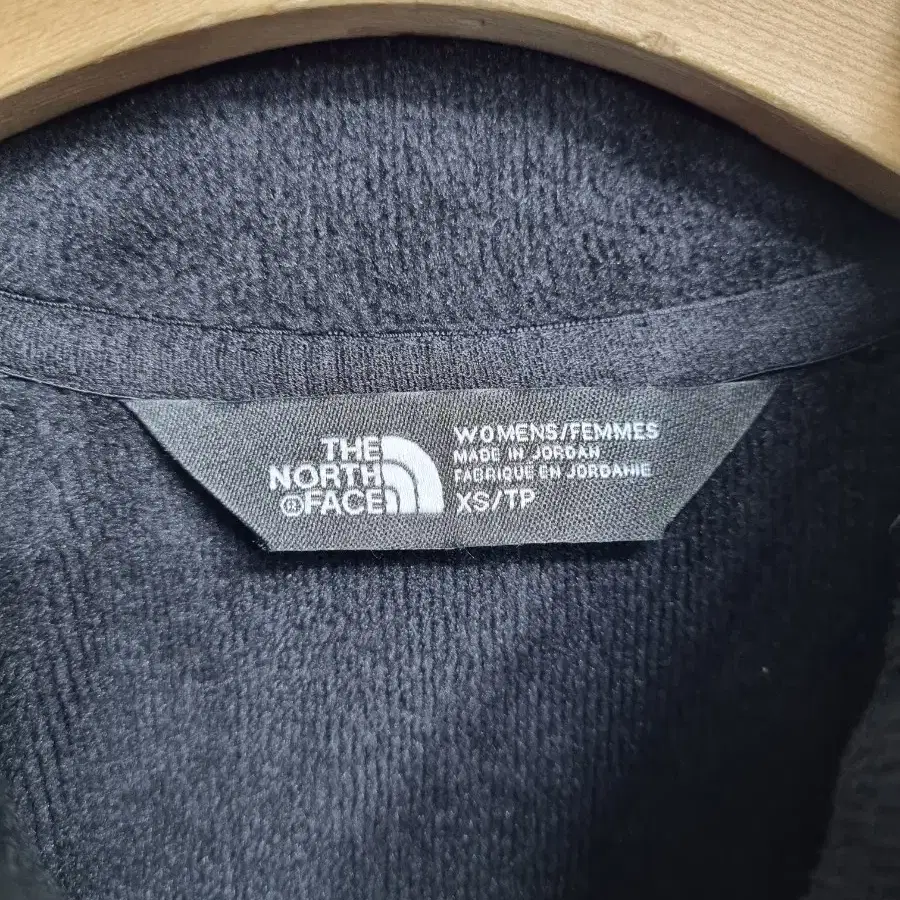 THE
NORTH
®FACE
WOMENS/FEMMES
MADE IN JORDAN
FABRIQUE EN JORDANIE
XS/TP